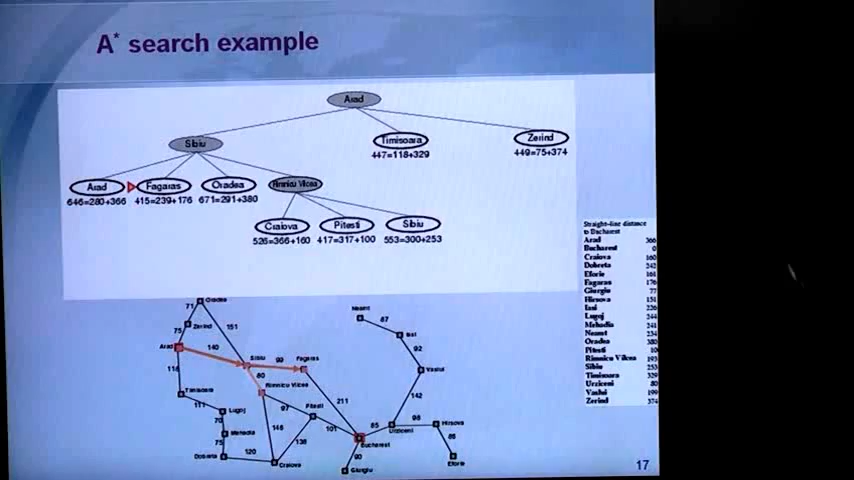 A* search example
Arad
Sibiu
Timisoara
Zerind
447=118+329
449=75+374
Arad
Fagaras
Oradea
Rimnicu Vilcea
646=280+366
415=239+176
671=291+380
Craiova
Pitesti
Sibiu
526=366+160
417=317+100
553=300+253
Straight-line distance
to Bucharest
Arad 366
Bucharest 0
Craiova 160
Dobreta 242
Eforie 161
Fagaras 176
Giurgiu 77
Hirsova 151
Iasi 226
Lugoj 244
Mehadia 241
Neamt 234
Oradea 380
Pitesti 10
Rimnicu Vilcea 193
Sibiu 253
Timisoara 329
Urziceni 80
Vaslui 199
Zerind 374
Oradea
71
Neamt
Zerind
87
75
151
Iasi
Arad
140
92
Sibiu
99
Fagaras
118
80
Vaslui
Rimnicu Vilcea
Timisoara
142
111
Lugoj
97
Pitesti
211
70
98
Hirsova
Mehadia
146
101
85
Urziceni
75
138
86
Bucharest
Dobreta
120
90
Craiova
Eforie
Giurgiu
17